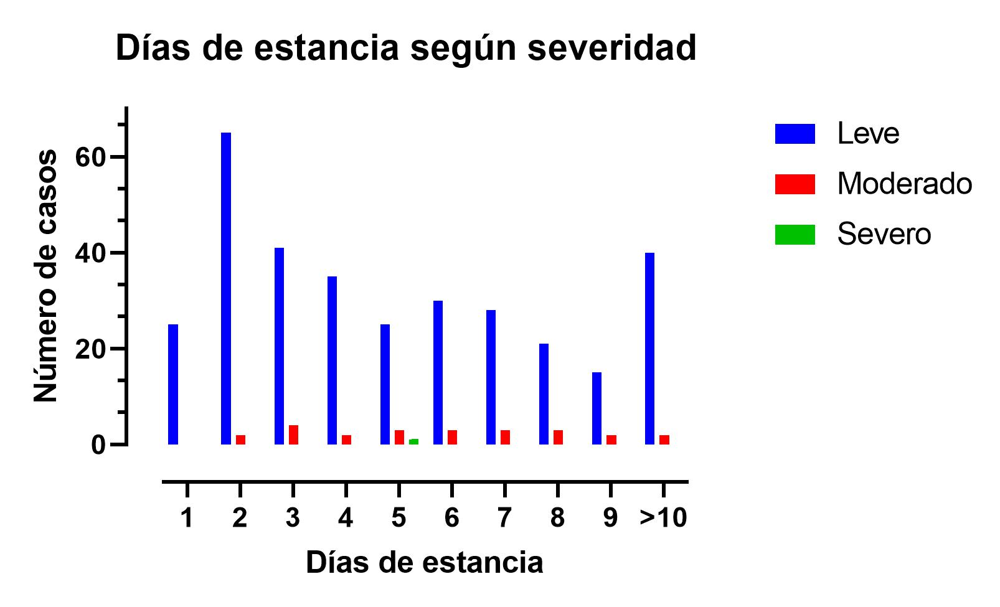 Días de estancia según severidad
Número de casos
60
40
20
0
1 2 3 4 5 6 7 8 9 >10
Días de estancia
Leve
Moderado
Severo